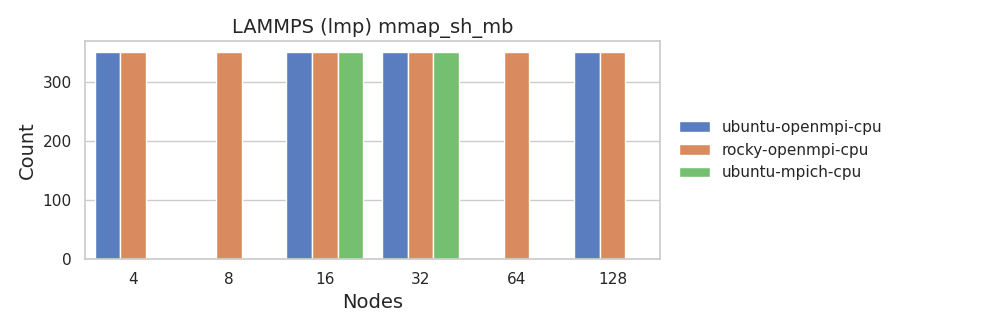 LAMMPS (lmp) mmap_sh_mb
Count
300
200
100
0
4 8 16 32 64 128
Nodes
ubuntu-openmpi-cpu
rocky-openmpi-cpu
ubuntu-mpich-cpu